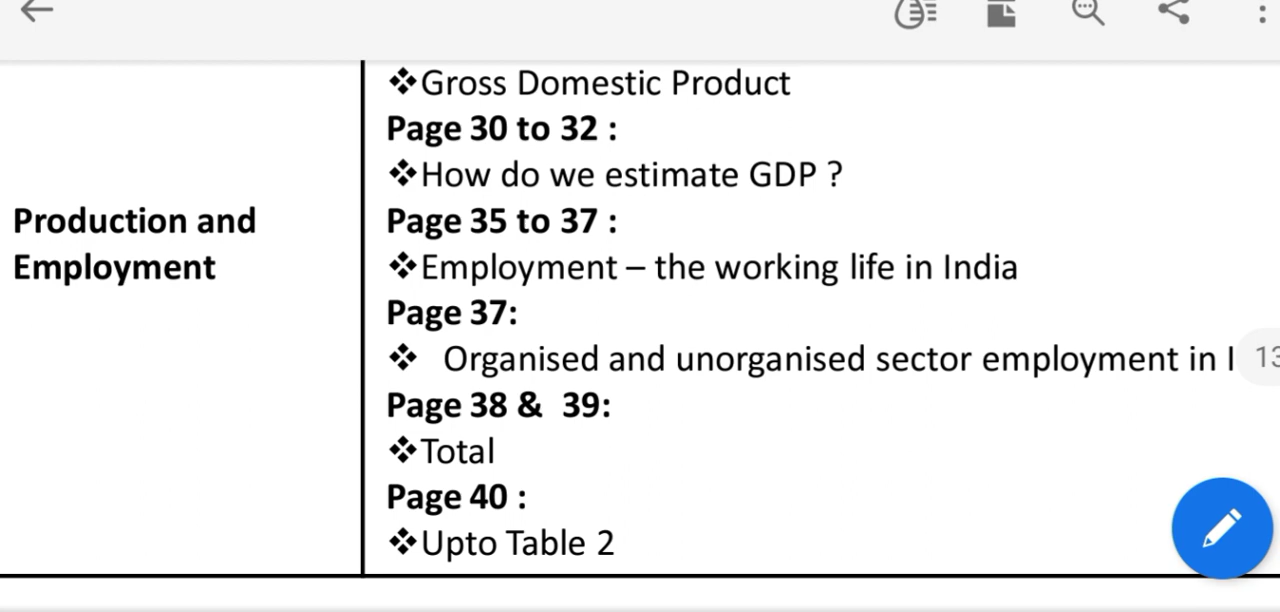 ❖Gross Domestic Product
Page 30 to 32 :
❖How do we estimate GDP ?
Production and
Employment
Page 35 to 37 :
❖Employment – the working life in India
Page 37:
❖ Organised and unorganised sector employment in
Page 38 & 39:
❖Total
Page 40 :
❖Upto Table 2